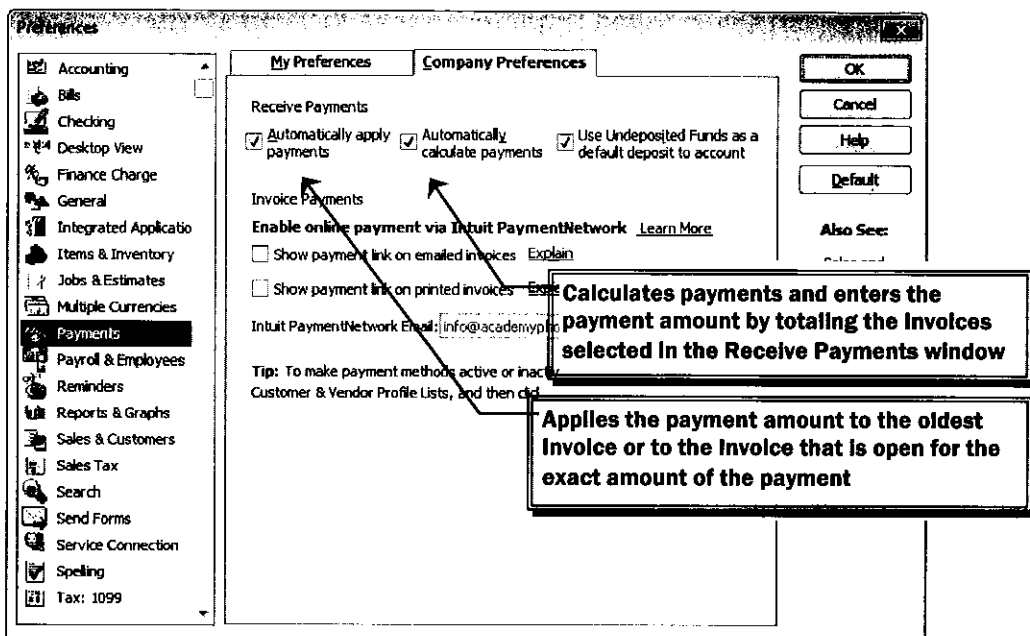 Preferences
Accounting
Bills
Checking
Desktop View
Finance Charge
General
Integrated Applicatio
Items & Inventory
Jobs & Estimates
Multiple Currencies
Payments
Payroll & Employees
Reminders
Reports & Graphs
Sales & Customers
Sales Tax
Search
Send Forms
Service Connection
Spelling
Tax: 1099
My Preferences
Company Preferences
Receive Payments
Automatically apply
payments
Automatically
calculate payments
Use Undeposited Funds as a
default deposit to account
Invoice Payments
Enable online payment via Intuit PaymentNetwork Learn More
Show payment link on emailed invoices Explain
Show payment link on printed invoices
Intuit PaymentNetwork Email: info@academypho
Tip: To make payment methods active or inactiv
Customer & Vendor Profile Lists, and then
OK
Cancel
Help
Default
Also See:
Calculates payments and enters the
payment amount by totaling the Invoices
selected in the Receive Payments window
Applies the payment amount to the oldest
Invoice or to the Invoice that is open for the
exact amount of the payment